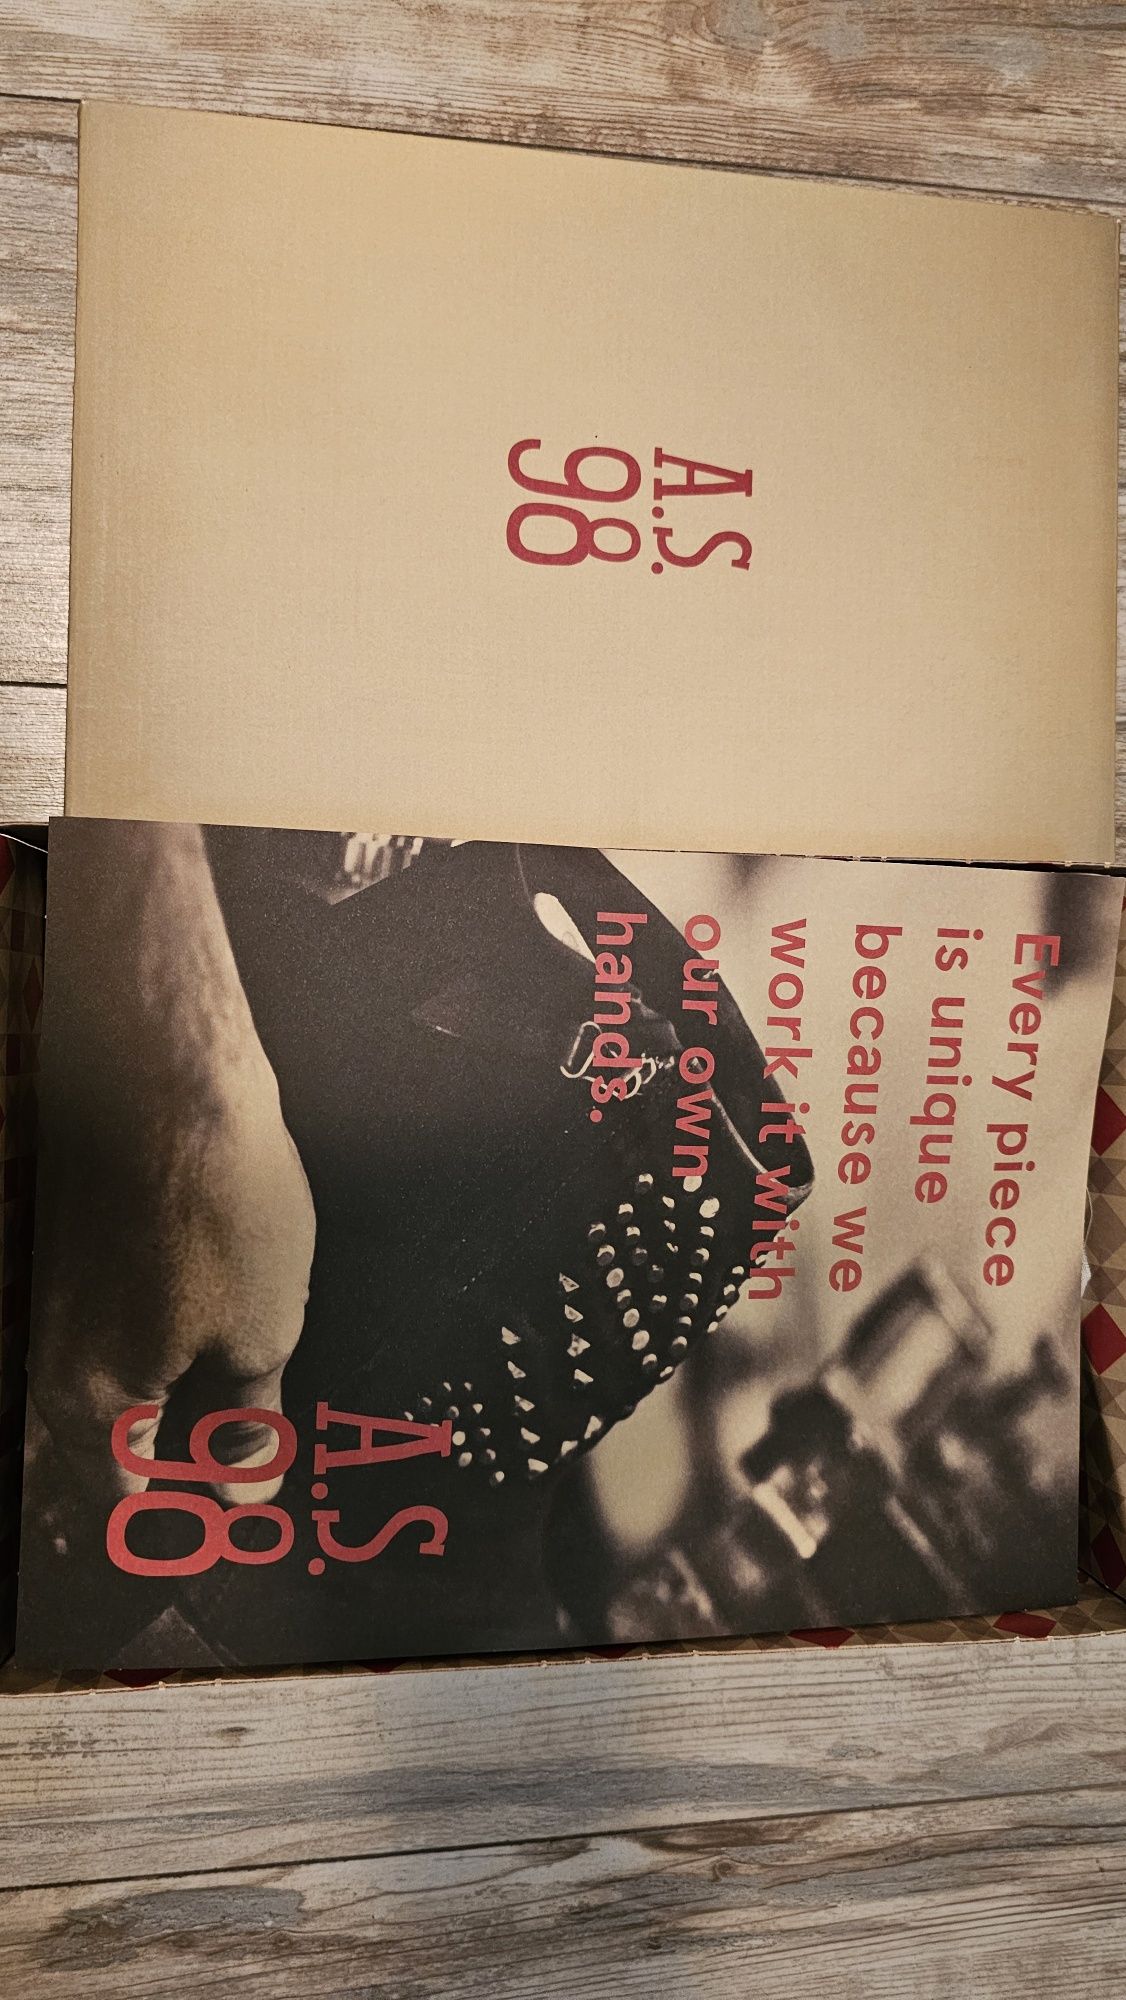 A.S.
98
Every piece
is unique
because we
work it with
our own
hands.
A.S.
98